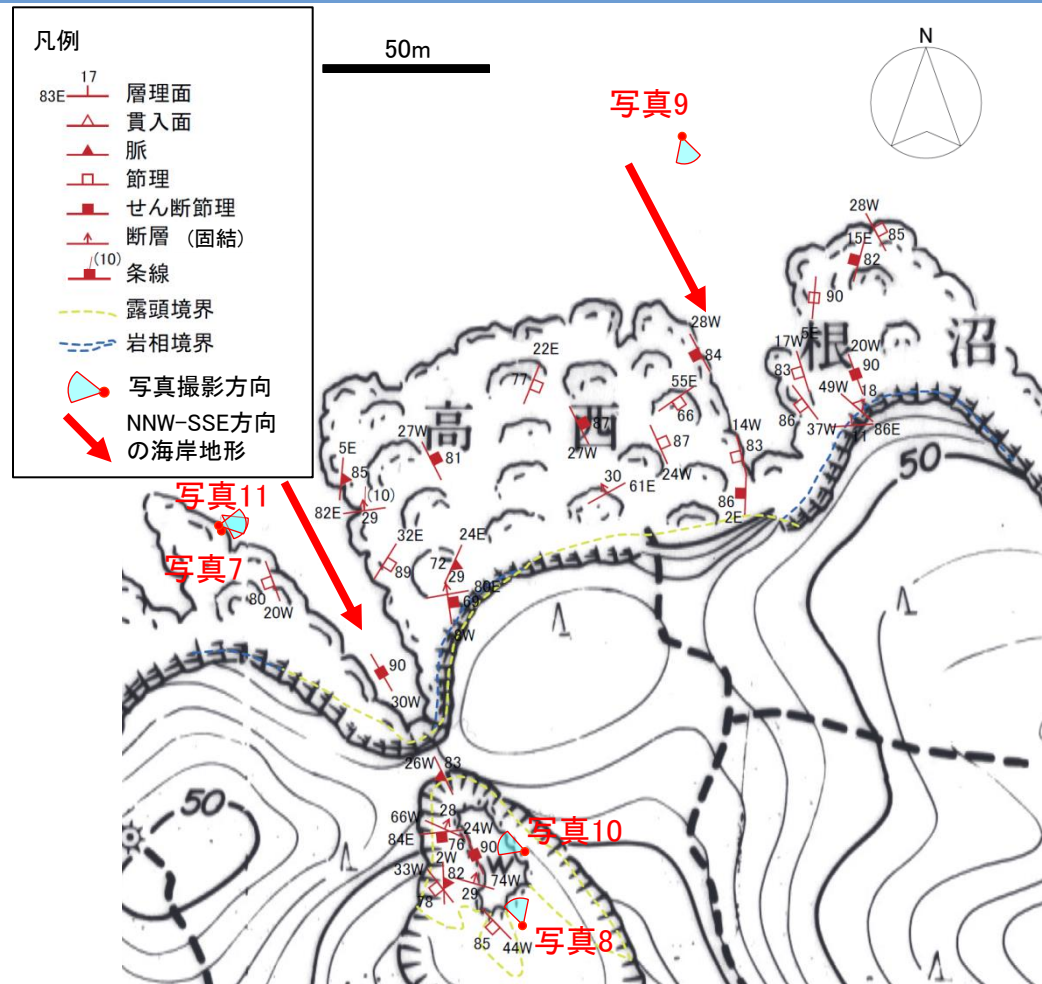 凡例
17
83E
層理面
貫入面
脈
節理
せん断節理
断層 (固結)
(10)
条線
露頭境界
岩相境界
写真撮影方向
NNW-SSE方向
の海岸地形
50m
N
写真9
28W
85
15E
82
90
5E
28W
84
17W
83
20W
90
49W
18
86
37W
11
86E
根 沼
22E
77
55E
66
高 西
87
27W
87
24W
14W
83
27W
81
30
61E
86
2E
5E
85
(10)
82E
29
50
写真11
写真7
32E
89
24E
72
29
80E
69
8W
80
20W
90
30W
26W
83
50
28
66W
24W
84E
76
90
写真10
2W
33W
82
74W
78
29
85
44W
写真8